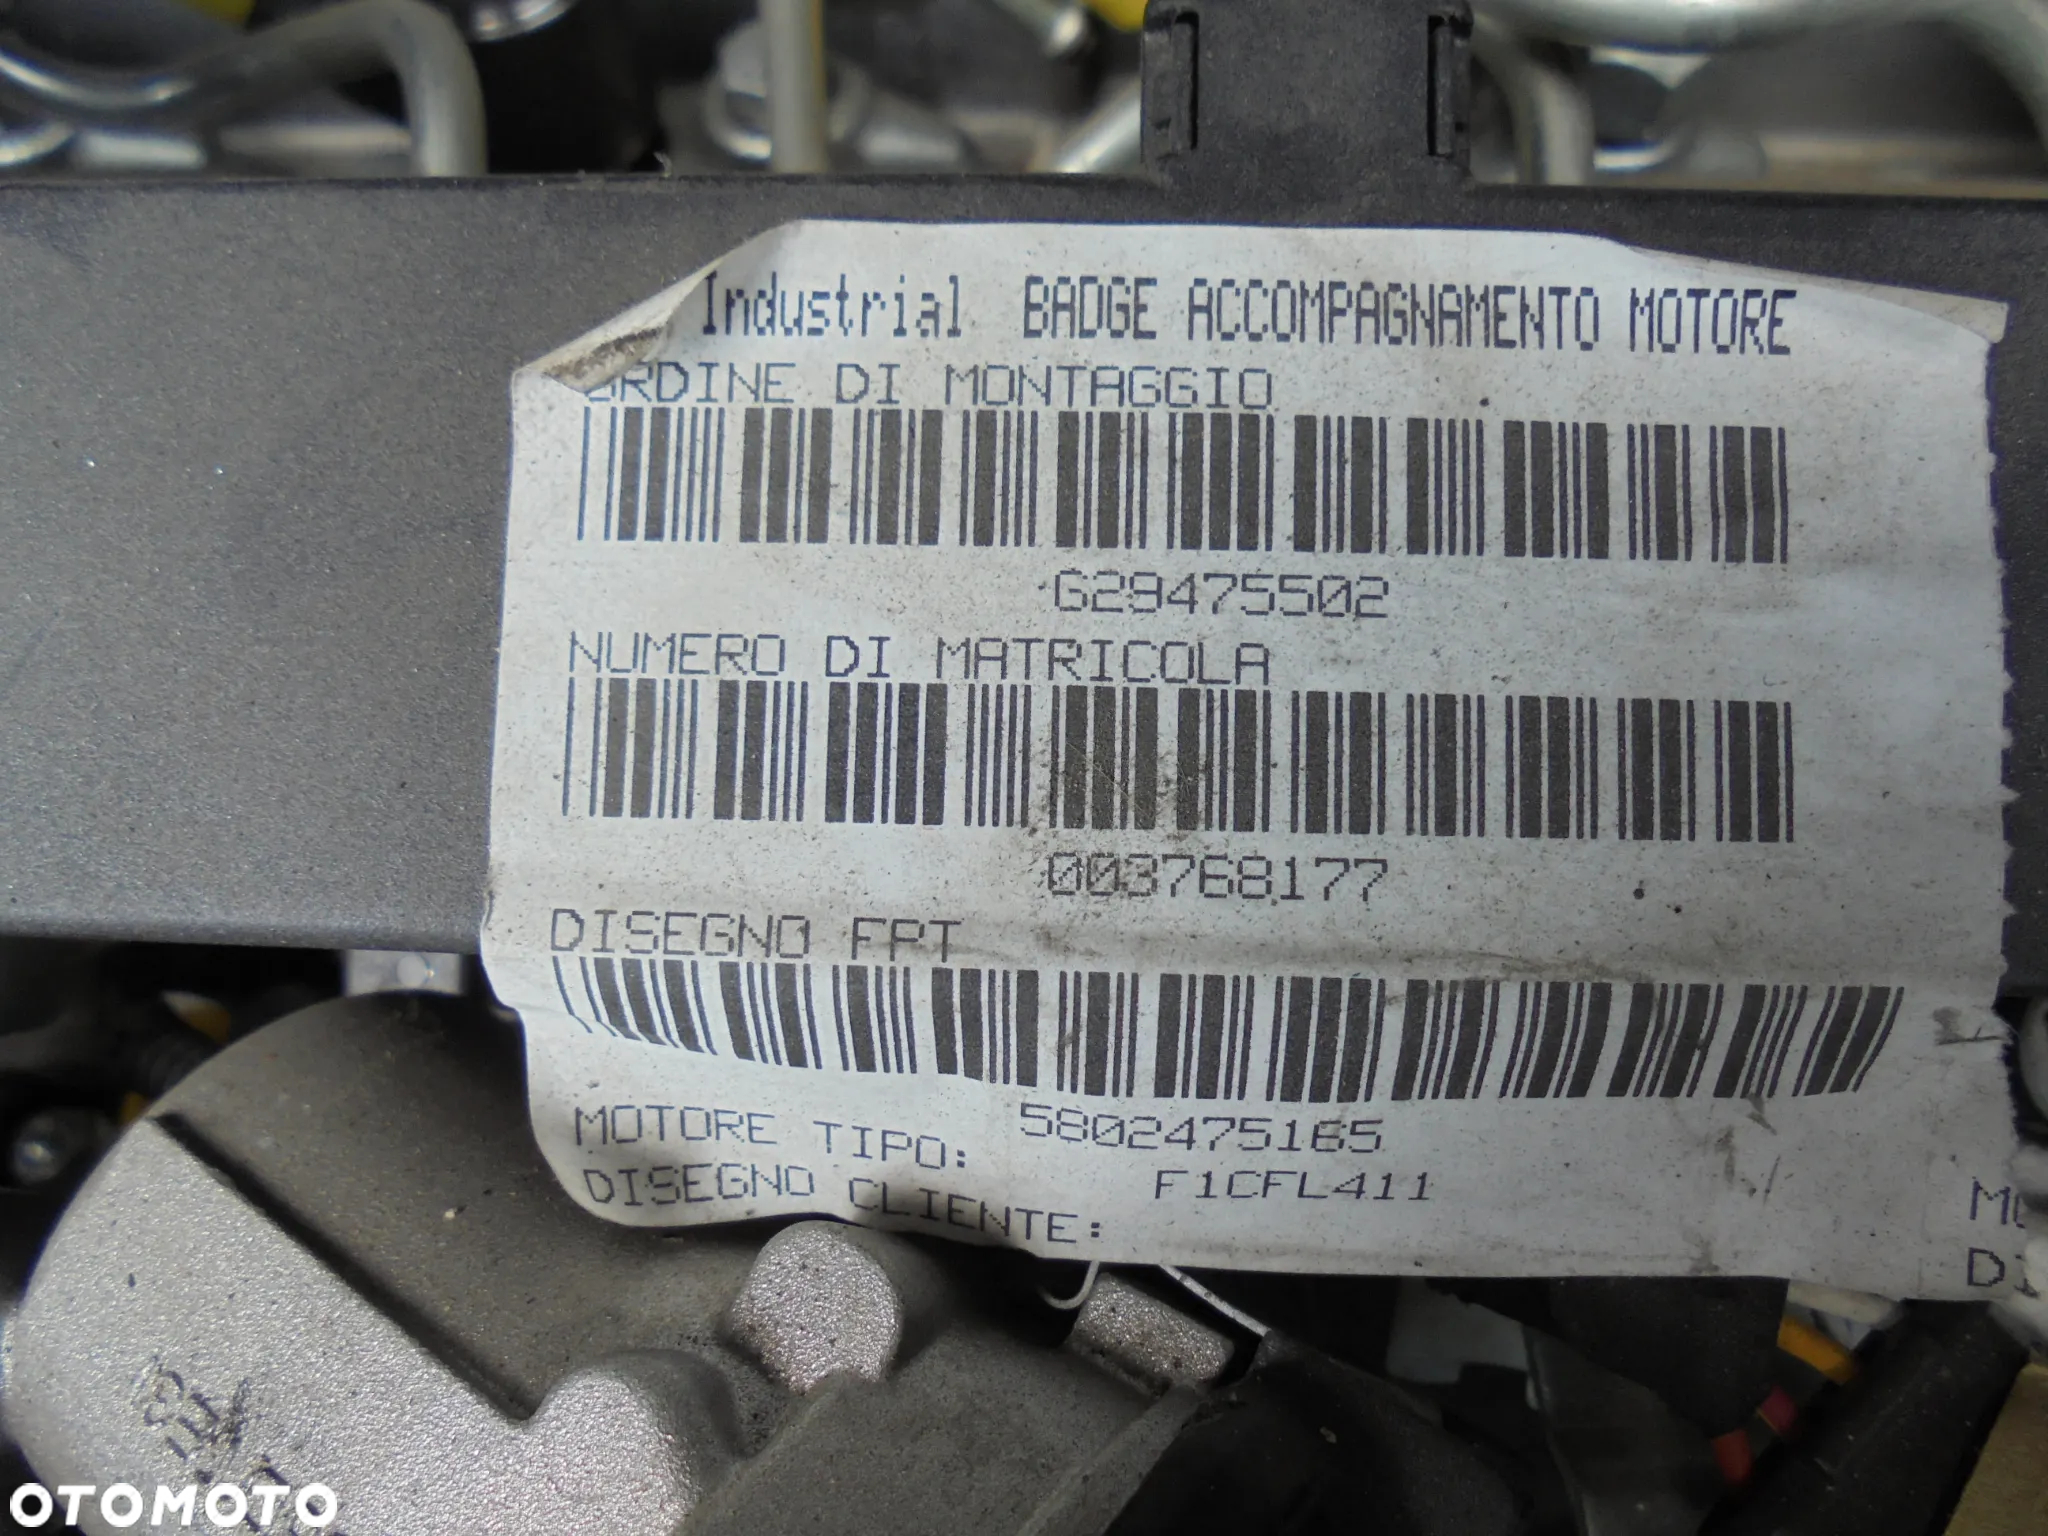 Industrial BADGE ACCOMPAGNAMENTO MOTORE
ORDINE DI MONTAGGIO
G29475502
NUMERO DI MATRICOLA
003768177
DISEGNO FPT
5802475165
MOTORE TIPO: F1CFL411
DISEGNO CLIENTE:
OTOMOTO